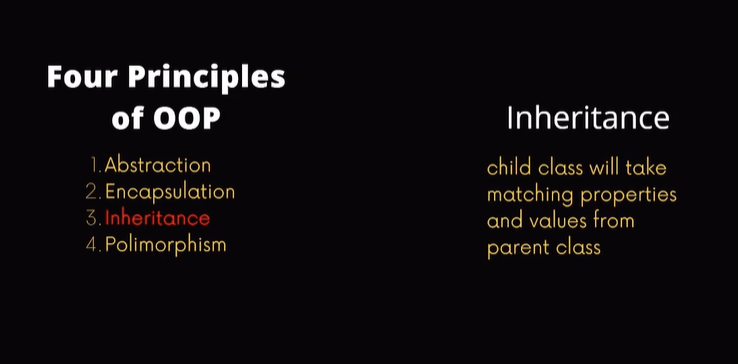 Four Principles
of OOP
1. Abstraction
2. Encapsulation
3. Inheritance
4. Polimorphism
Inheritance
child class will take
matching properties
and values from
parent class